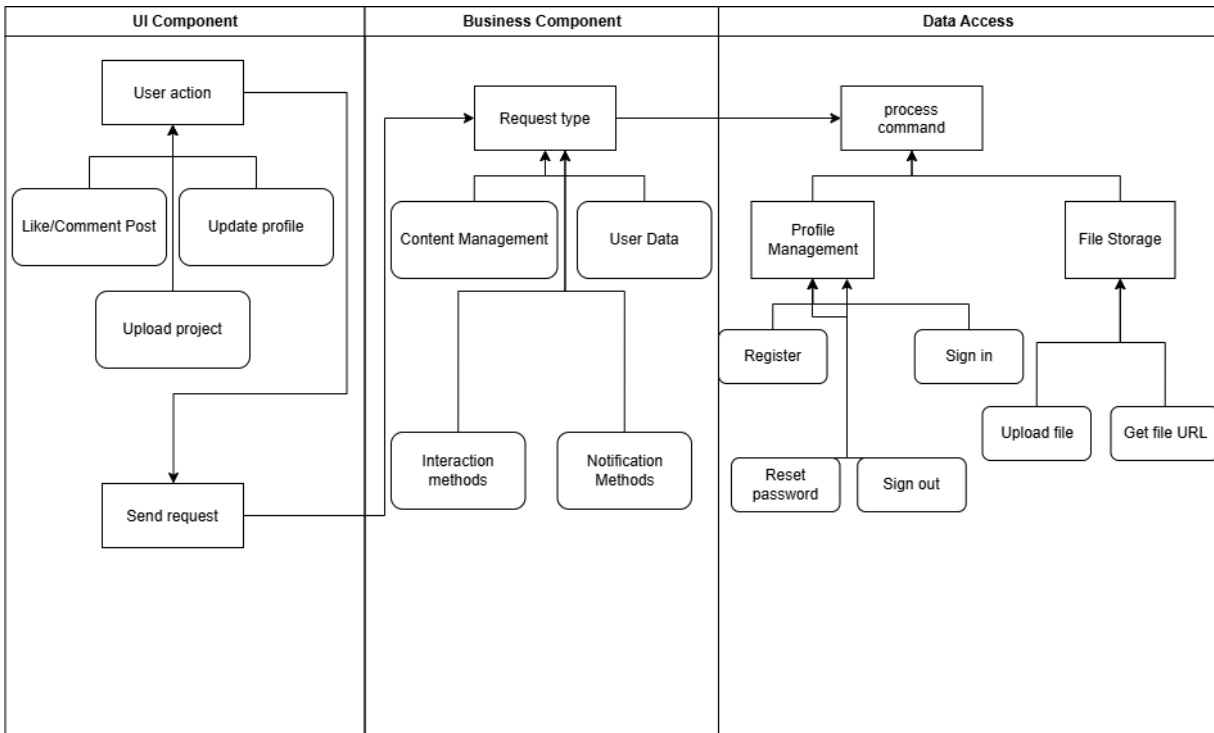 UI Component
Business Component
Data Access
User action
Like/Comment Post
Update profile
Upload project
Send request
Request type
Content Management
User Data
Interaction
methods
Notification
Methods
process
command
Profile
Management
File Storage
Register
Sign in
Upload file
Get file URL
Reset
password
Sign out